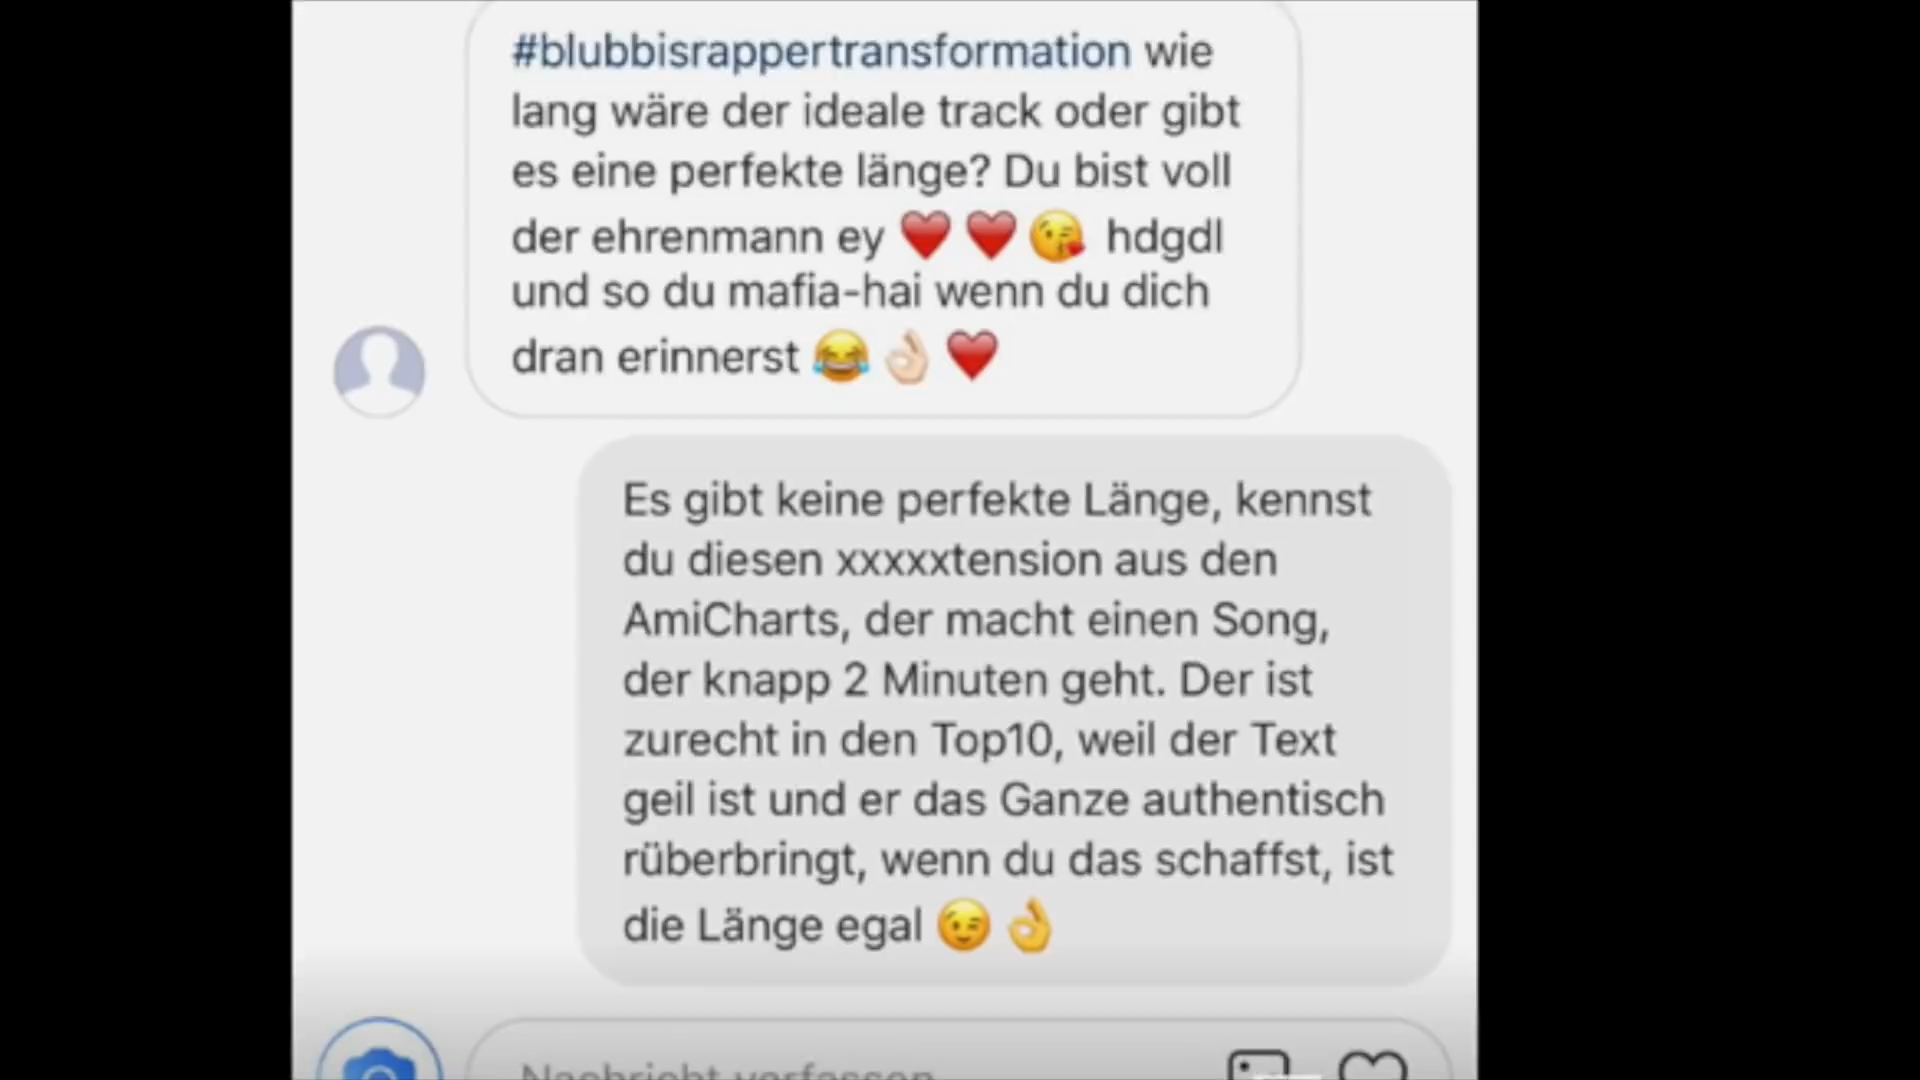 #blubbisrappertransformation wie
lang wäre der ideale track oder gibt
es eine perfekte länge? Du bist voll
der ehrenmann ey ❤️ ❤️ 😘 hdgdl
und so du mafia-hai wenn du dich
dran erinnerst 😂 👌🏻 ❤️
Es gibt keine perfekte Länge, kennst
du diesen xxxxxtension aus den
AmiCharts, der macht einen Song,
der knapp 2 Minuten geht. Der ist
zurecht in den Top10, weil der Text
geil ist und er das Ganze authentisch
rüberbringt, wenn du das schaffst, ist
die Länge egal 😉 👌
Nachricht verfassen